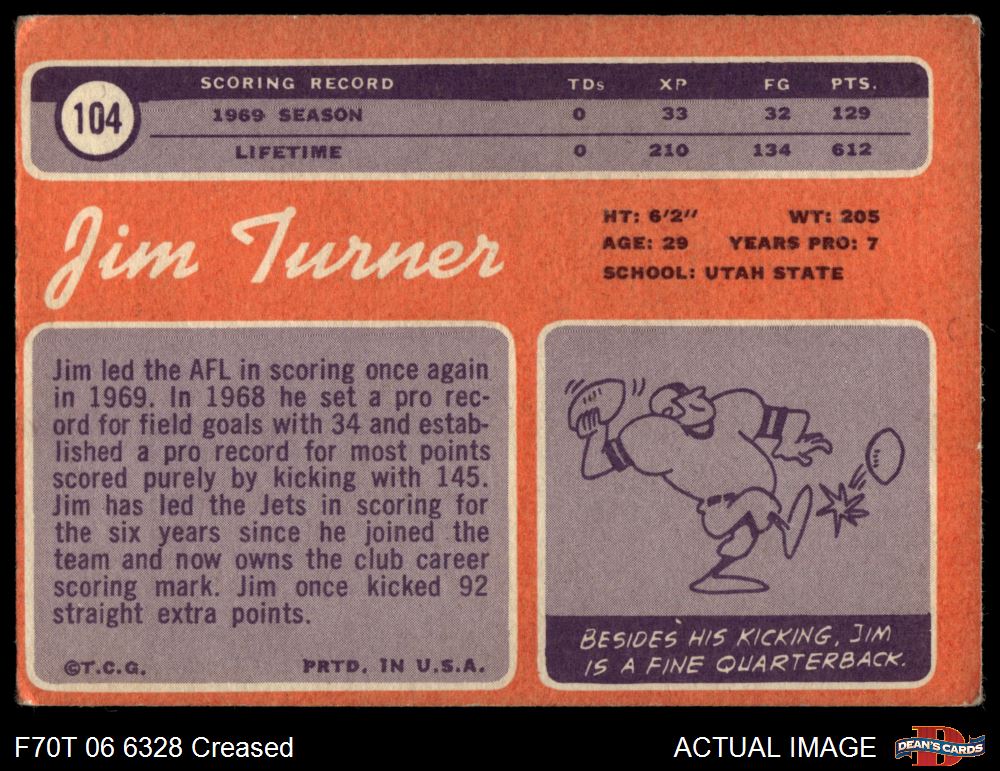 SCORING RECORD TDs XP FG PTS.
104
1969 SEASON 0 33 32 129
LIFETIME 0 210 134 612
Jim Turner
HT: 6'2" WT: 205
AGE: 29 YEARS PRO: 7
SCHOOL: UTAH STATE
Jim led the AFL in scoring once again
in 1969. In 1968 he set a pro rec-
ord for field goals with 34 and estab-
lished a pro record for most points
scored purely by kicking with 145.
Jim has led the Jets in scoring for
the six years since he joined the
team and now owns the club career
scoring mark. Jim once kicked 92
straight extra points.
©T.C.G. PRTD. IN U.S.A.
BESIDES HIS KICKING, JIM
IS A FINE QUARTERBACK.
F70T 06 6328 Creased
ACTUAL IMAGE
D
DEAN'S CARDS